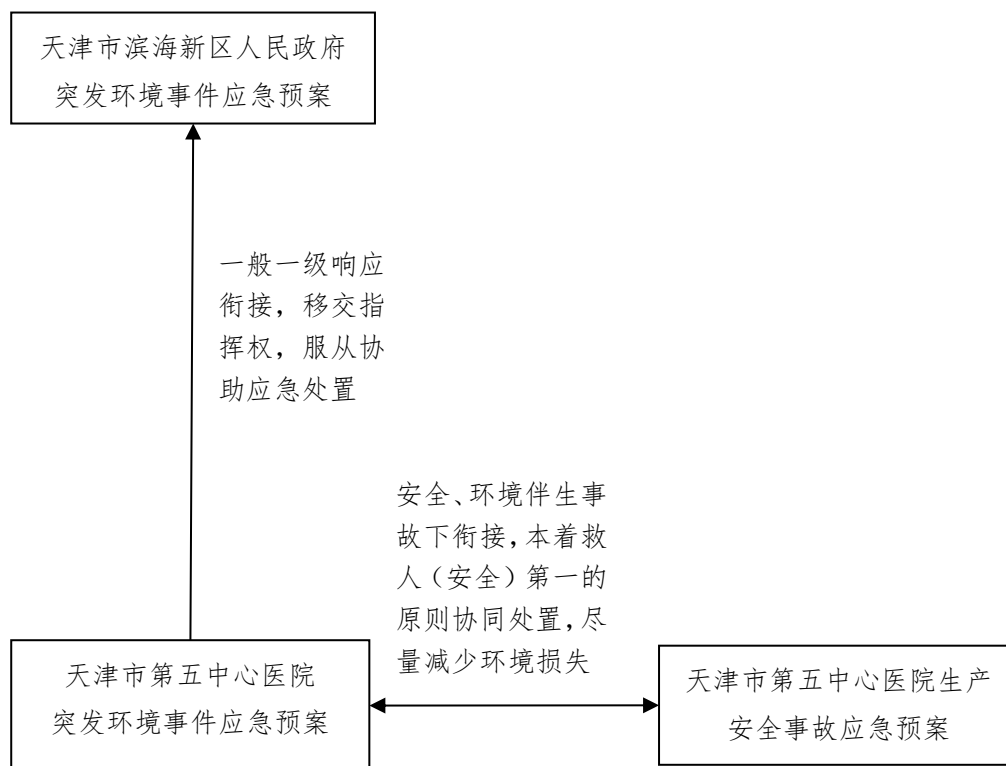 天津市滨海新区人民政府
突发环境事件应急预案
一般一级响应
衔接，移交指
挥权，服从协
助应急处置
安全、环境伴生事
故下衔接，本着救
人（安全）第一的
原则协同处置，尽
量减少环境损失
天津市第五中心医院
突发环境事件应急预案
天津市第五中心医院生产
安全事故应急预案